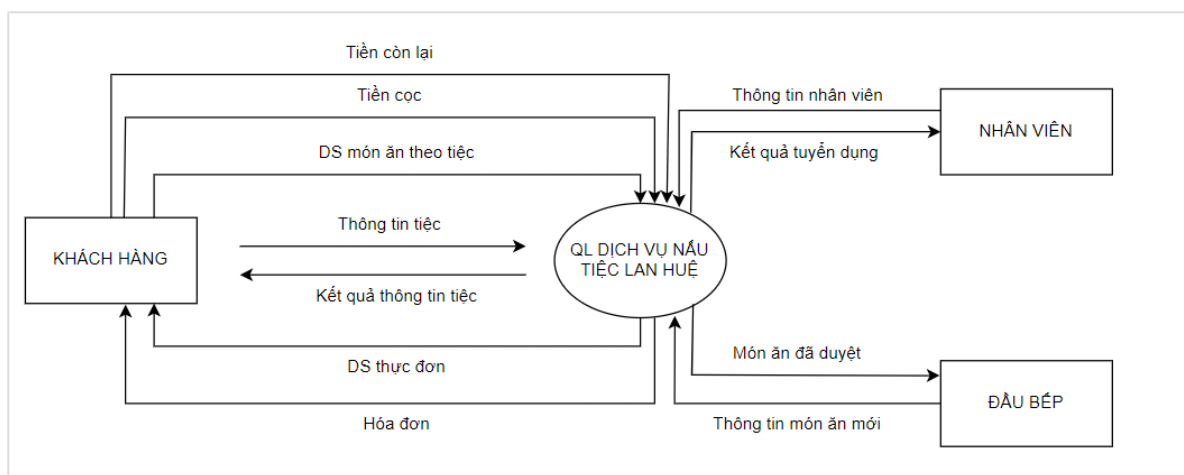 Tiền còn lại
Tiền cọc
DS món ăn theo tiệc
Thông tin nhân viên
NHÂN VIÊN
Kết quả tuyển dụng
KHÁCH HÀNG
Thông tin tiệc
Kết quả thông tin tiệc
QL DỊCH VỤ NẤU
TIỆC LAN HUỆ
DS thực đơn
Hóa đơn
Món ăn đã duyệt
ĐẦU BẾP
Thông tin món ăn mới